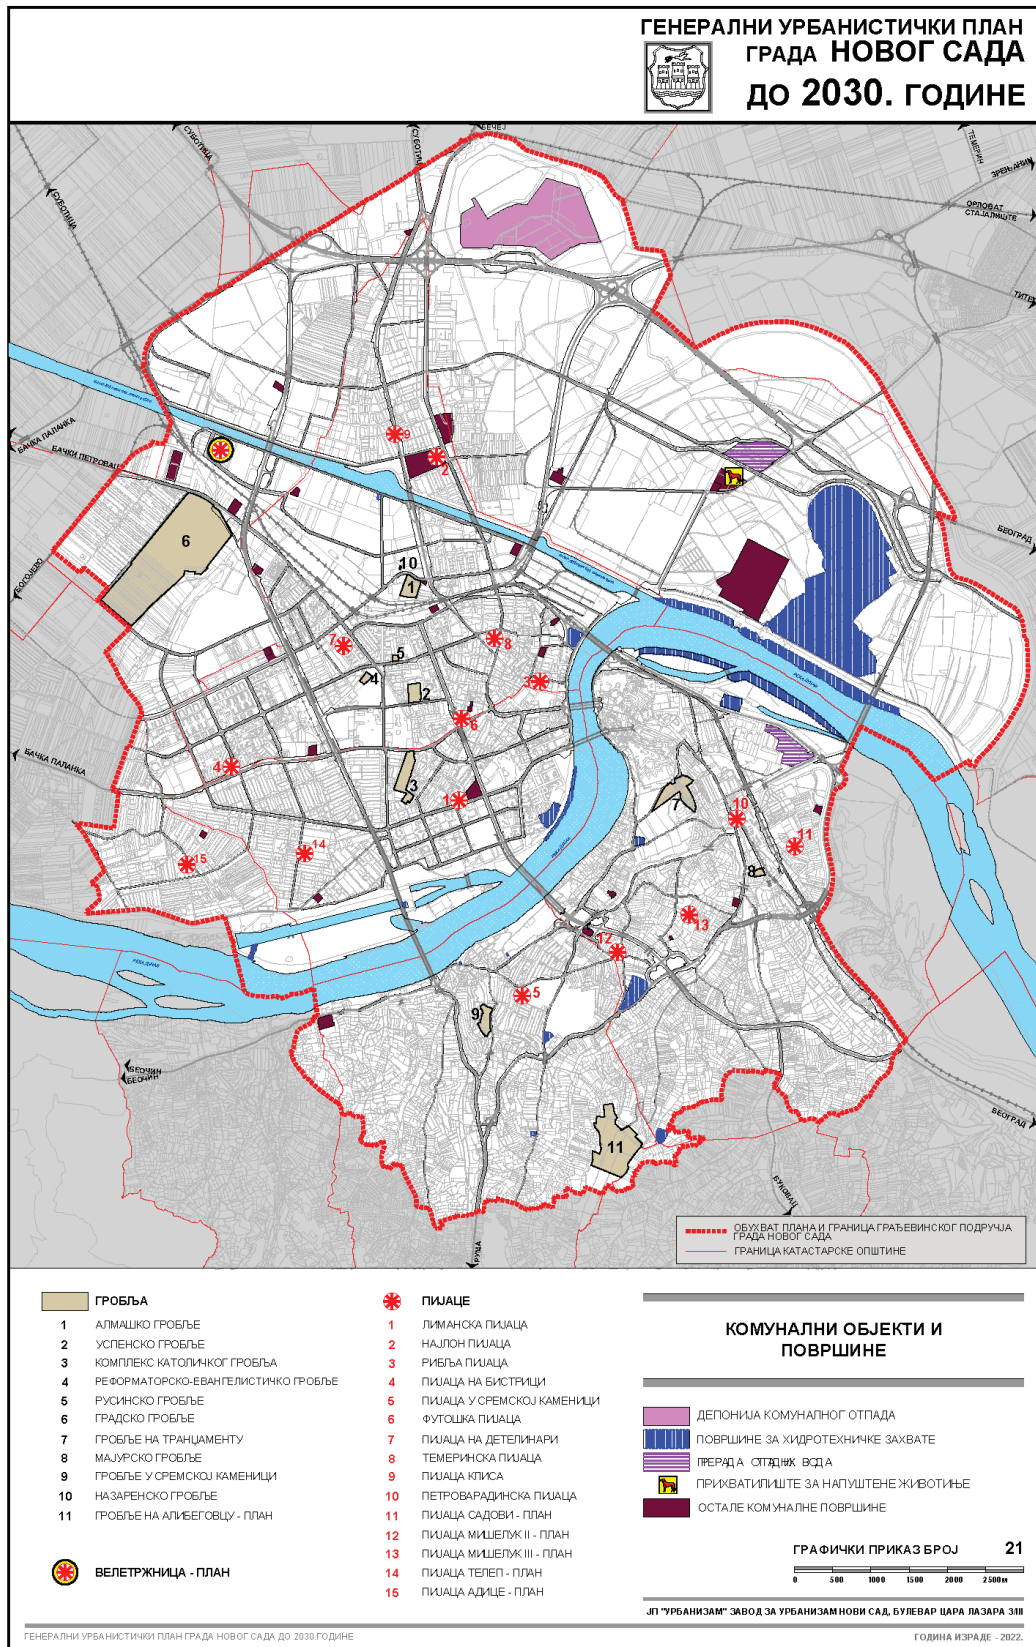 ГЕНЕРАЛНИ УРБАНИСТИЧКИ ПЛАН
ГРАДА НОВОГ САДА
ДО 2030. ГОДИНЕ
СУБОТИЦА
СУБОТИЦА
СУБОТИЦА
БЕЧЕЈ
ТЕМЕРИН
ЗРЕЊАНИН
ОРЛОВАТ
СТАЈАЛИШТЕ
ТИТЕЛ
БАЧКА ПАЛАНКА
БАЧКИ ПЕТРОВАЦ
БОГОЈЕВО
БЕОГРАД
БАЧКА ПАЛАНКА
РЕКА ДУНАВ
РЕКА ДУНАВ
РЕКА ДУНАВ
БЕОЧИН
БЕОЧИН
БЕОГРАД
БУКОВАЦ
РУМА
9
2
6
10
1
7
8
5
4
2
3
6
4
3
1
7
10
11
8
14
15
13
12
5
9
11
ОБУХВАТ ПЛАНА И ГРАНИЦА ГРАЂЕВИНСКОГ ПОДРУЧЈА
ГРАДА НОВОГ САДА
ГРАНИЦА КАТАСТАРСКЕ ОПШТИНЕ
ГРОБЉА
1 АЛМАШКО ГРОБЉЕ
2 УСПЕНСКО ГРОБЉЕ
3 КОМПЛЕКС КАТОЛИЧКОГ ГРОБЉА
4 РЕФОРМАТОРСКО-ЕВАНГЕЛИСТИЧКО ГРОБЉЕ
5 РУСИНСКО ГРОБЉЕ
6 ГРАДСКО ГРОБЉЕ
7 ГРОБЉЕ НА ТРАНЏАМЕНТУ
8 МАЈУРСКО ГРОБЉЕ
9 ГРОБЉЕ У СРЕМСКОЈ КАМЕНИЦИ
10 НАЗАРЕНСКО ГРОБЉЕ
11 ГРОБЉЕ НА АЛИБЕГОВЦУ - ПЛАН
ВЕЛЕТРЖНИЦА - ПЛАН
ПИЈАЦЕ
1 ЛИМАНСКА ПИЈАЦА
2 НАЈЛОН ПИЈАЦА
3 РИБЉА ПИЈАЦА
4 ПИЈАЦА НА БИСТРИЦИ
5 ПИЈАЦА У СРЕМСКОЈ КАМЕНИЦИ
6 ФУТОШКА ПИЈАЦА
7 ПИЈАЦА НА ДЕТЕЛИНАРИ
8 ТЕМЕРИНСКА ПИЈАЦА
9 ПИЈАЦА КЛИСА
10 ПЕТРОВАРАДИНСКА ПИЈАЦА
11 ПИЈАЦА САДОВИ - ПЛАН
12 ПИЈАЦА МИШЕЛУК II - ПЛАН
13 ПИЈАЦА МИШЕЛУК III - ПЛАН
14 ПИЈАЦА ТЕЛЕП - ПЛАН
15 ПИЈАЦА АДИЦЕ - ПЛАН
КОМУНАЛНИ ОБЈЕКТИ И
ПОВРШИНЕ
ДЕПОНИЈА КОМУНАЛНОГ ОТПАДА
ПОВРШИНЕ ЗА ХИДРОТЕХНИЧКЕ ЗАХВАТЕ
ПРЕРАДА ОТПАДНИХ ВОДА
ПРИХВАТИЛИШТЕ ЗА НАПУШТЕНЕ ЖИВОТИЊЕ
ОСТАЛЕ КОМУНАЛНЕ ПОВРШИНЕ
ГРАФИЧКИ ПРИКАЗ БРОЈ 21
0 500 1000 1500 2000 2500м
ЈП "УРБАНИЗАМ" ЗАВОД ЗА УРБАНИЗАМ НОВИ САД, БУЛЕВАР ЦАРА ЛАЗАРА 3/III
ГЕНЕРАЛНИ УРБАНИСТИЧКИ ПЛАН ГРАДА НОВОГ САДА ДО 2030.ГОДИНЕ
ГОДИНА ИЗРАДЕ - 2022.